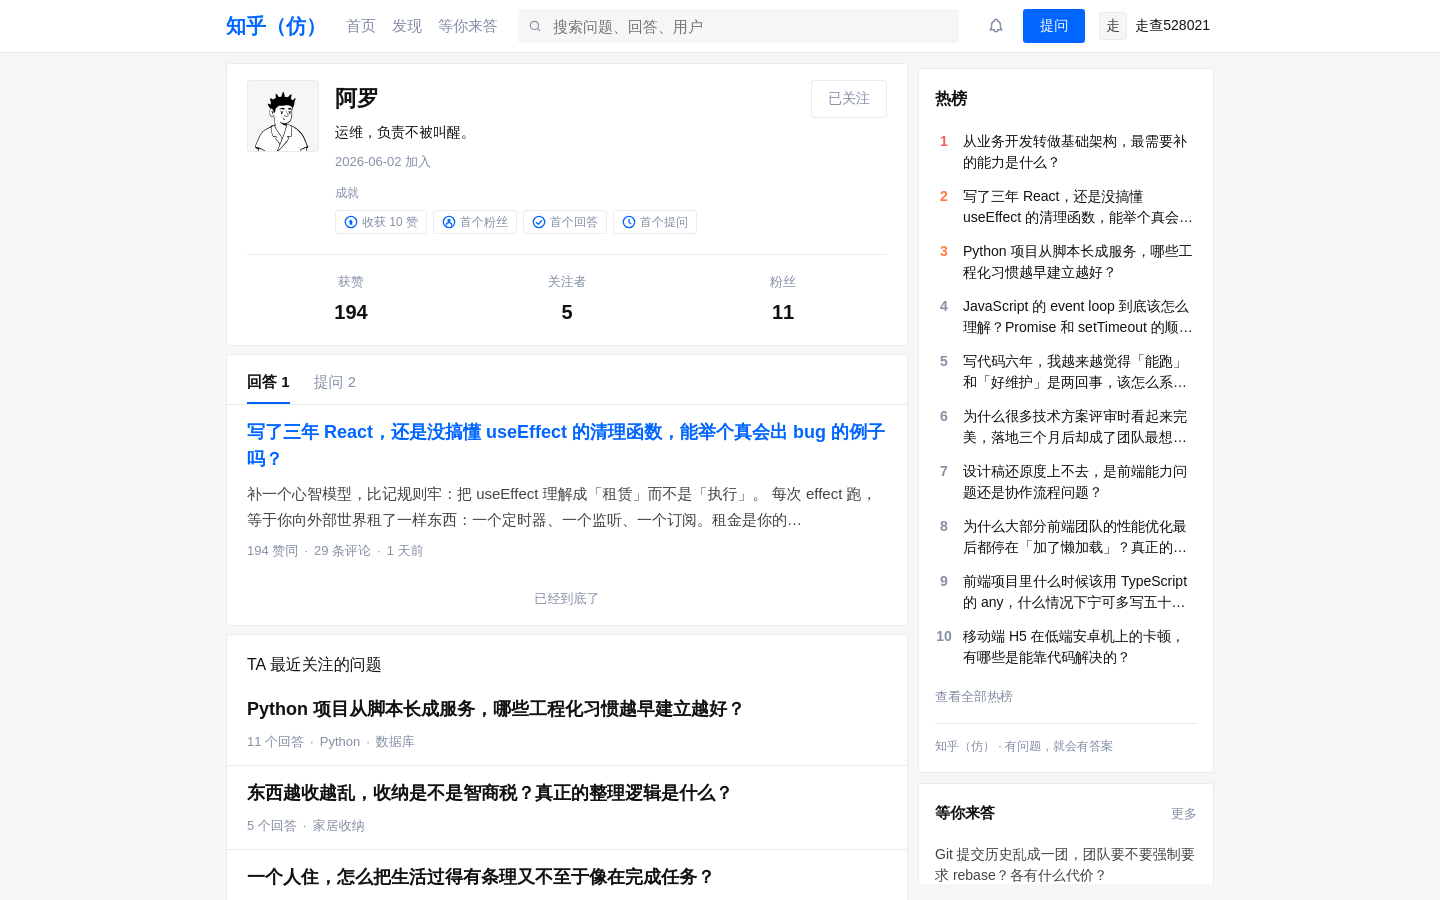 知乎（仿） 首页 发现 等你来答 搜索问题、回答、用户 提问 走 走查528021
阿罗
已关注
运维，负责不被叫醒。
2026-06-02 加入
成就
收获 10 赞 首个粉丝 首个回答 首个提问
获赞 关注者 粉丝
194 5 11
回答 1 提问 2
写了三年 React，还是没搞懂 useEffect 的清理函数，能举个真会出 bug 的例子
吗？
补一个心智模型，比记规则牢：把 useEffect 理解成「租赁」而不是「执行」。 每次 effect 跑，
等于你向外部世界租了一样东西：一个定时器、一个监听、一个订阅。租金是你的…
194 赞同 · 29 条评论 · 1 天前
已经到底了
TA 最近关注的问题
Python 项目从脚本长成服务，哪些工程化习惯越早建立越好？
11 个回答 · Python · 数据库
东西越收越乱，收纳是不是智商税？真正的整理逻辑是什么？
5 个回答 · 家居收纳
一个人住，怎么把生活过得有条理又不至于像在完成任务？
热榜
1 从业务开发转做基础架构，最需要补
的能力是什么？
2 写了三年 React，还是没搞懂
useEffect 的清理函数，能举个真会…
3 Python 项目从脚本长成服务，哪些工
程化习惯越早建立越好？
4 JavaScript 的 event loop 到底该怎么
理解？Promise 和 setTimeout 的顺…
5 写代码六年，我越来越觉得「能跑」
和「好维护」是两回事，该怎么系…
6 为什么很多技术方案评审时看起来完
美，落地三个月后却成了团队最想…
7 设计稿还原度上不去，是前端能力问
题还是协作流程问题？
8 为什么大部分前端团队的性能优化最
后都停在「加了懒加载」？真正的…
9 前端项目里什么时候该用 TypeScript
的 any，什么情况下宁可多写五十…
10 移动端 H5 在低端安卓机上的卡顿，
有哪些是能靠代码解决的？
查看全部热榜
知乎（仿） · 有问题，就会有答案
等你来答 更多
Git 提交历史乱成一团，团队要不要强制要
求 rebase？各有什么代价？